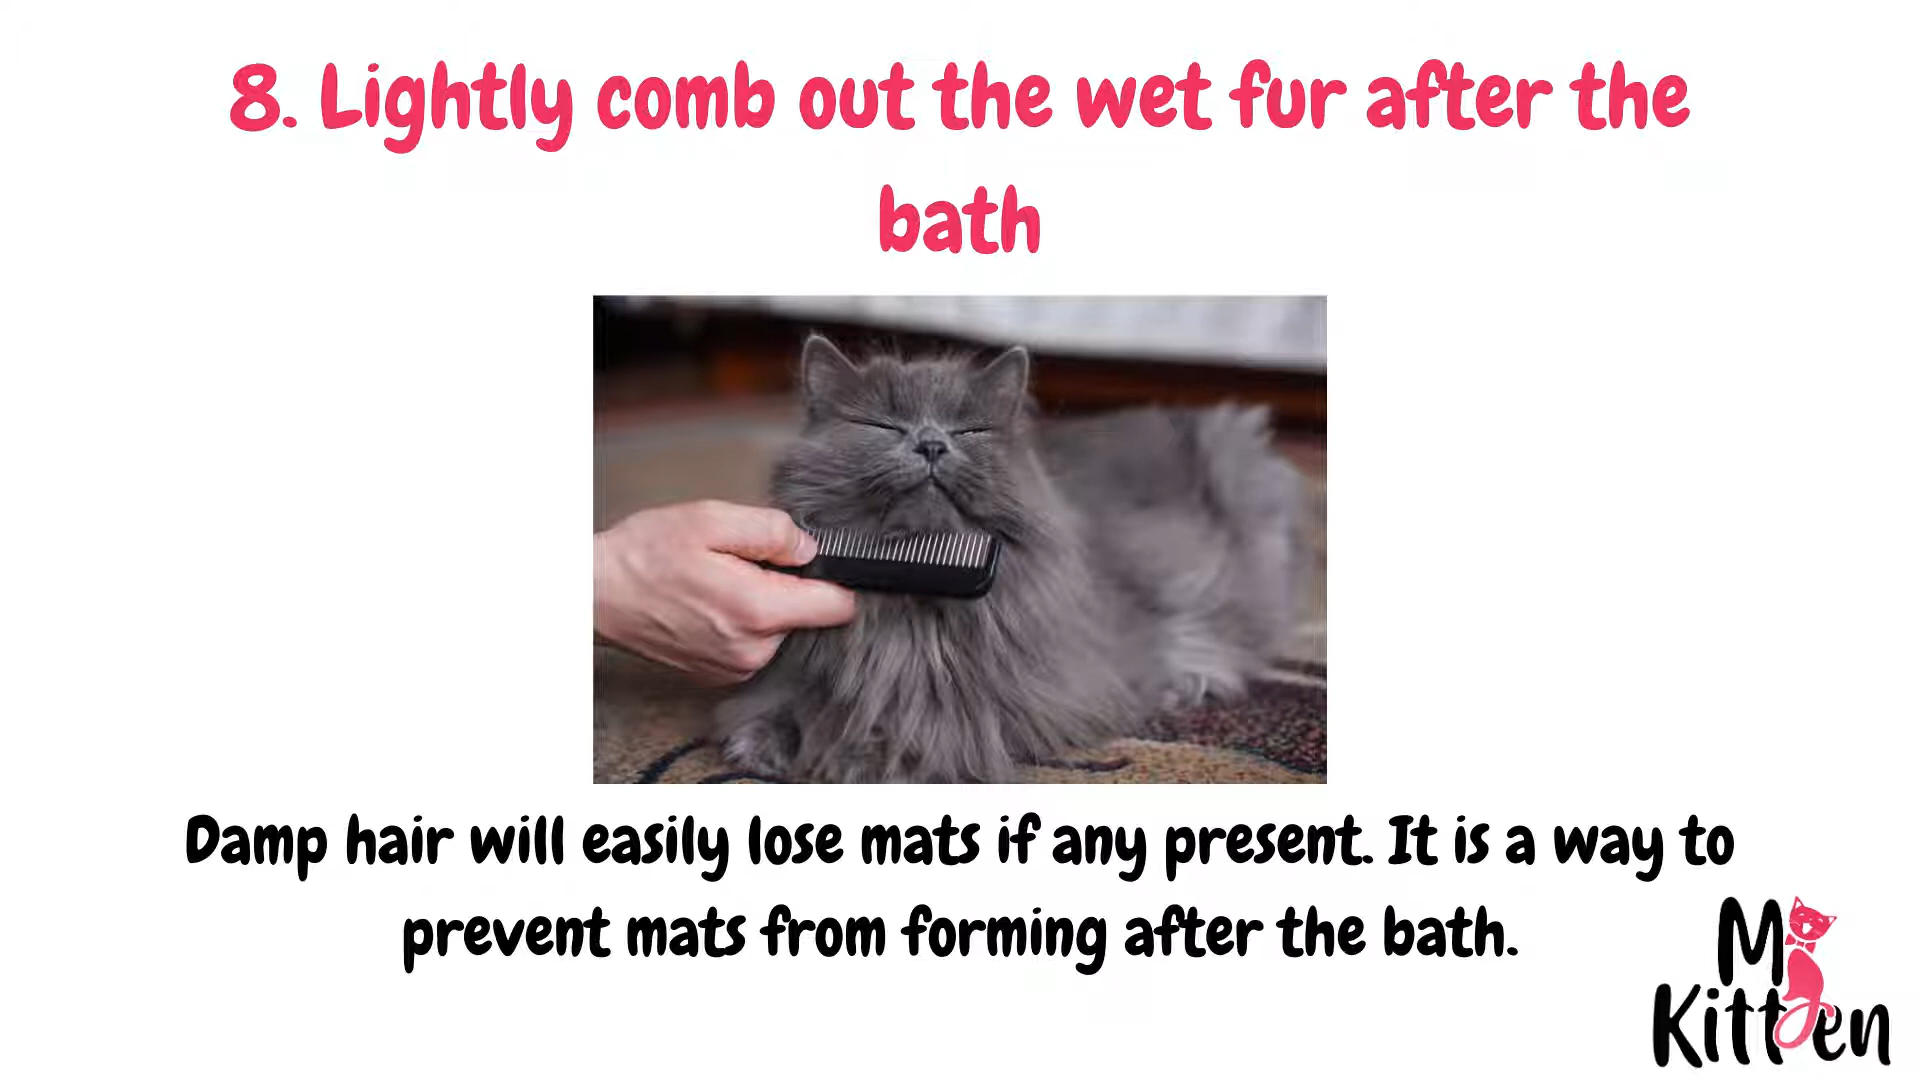 8. Lightly comb out the wet fur after the
bath
Damp hair will easily lose mats if any present. It is a way to
prevent mats from forming after the bath.
My
Kitten